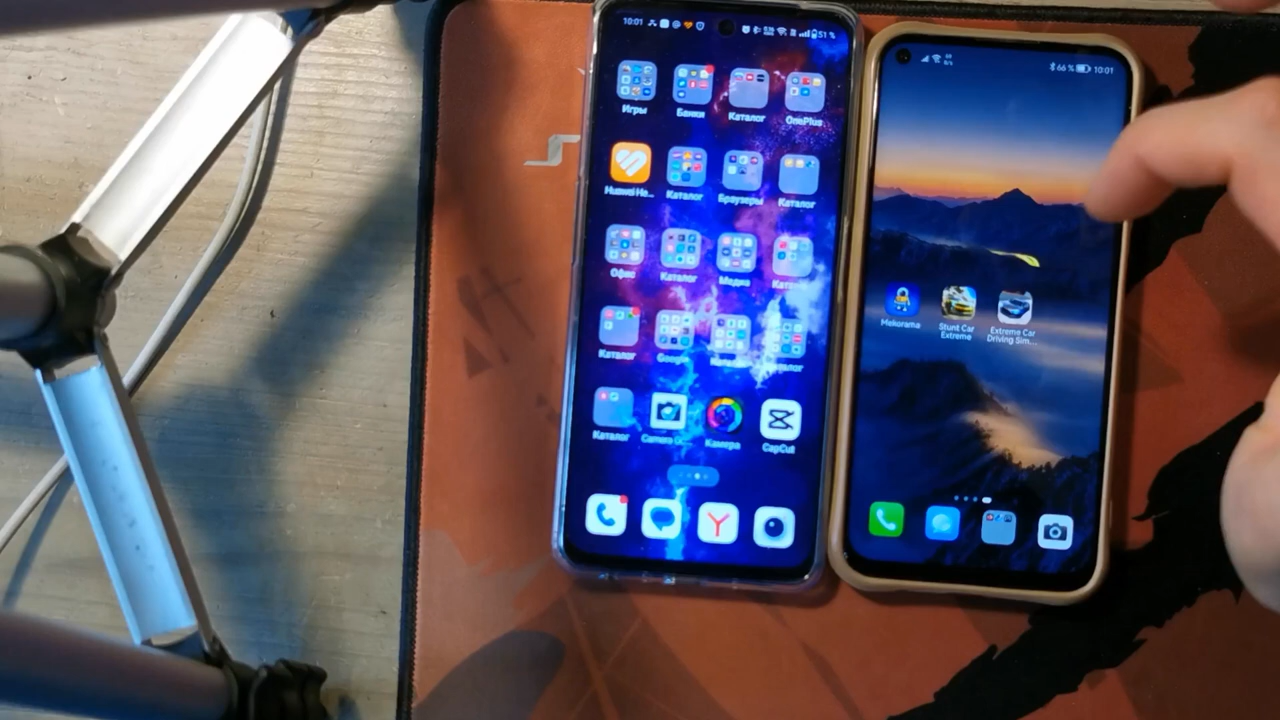 10:01
51 %
Игры
Банки
Каталог
OnePlus
Huawei He...
Каталог
Браузеры
Каталог
Офис
Каталог
Медиа
Каталог
Каталог
Google
Каталог
Камера
CapCut
66 %
10:01
Mekorama
Stunt Car
Extreme
Extreme Car
Driving Sim...